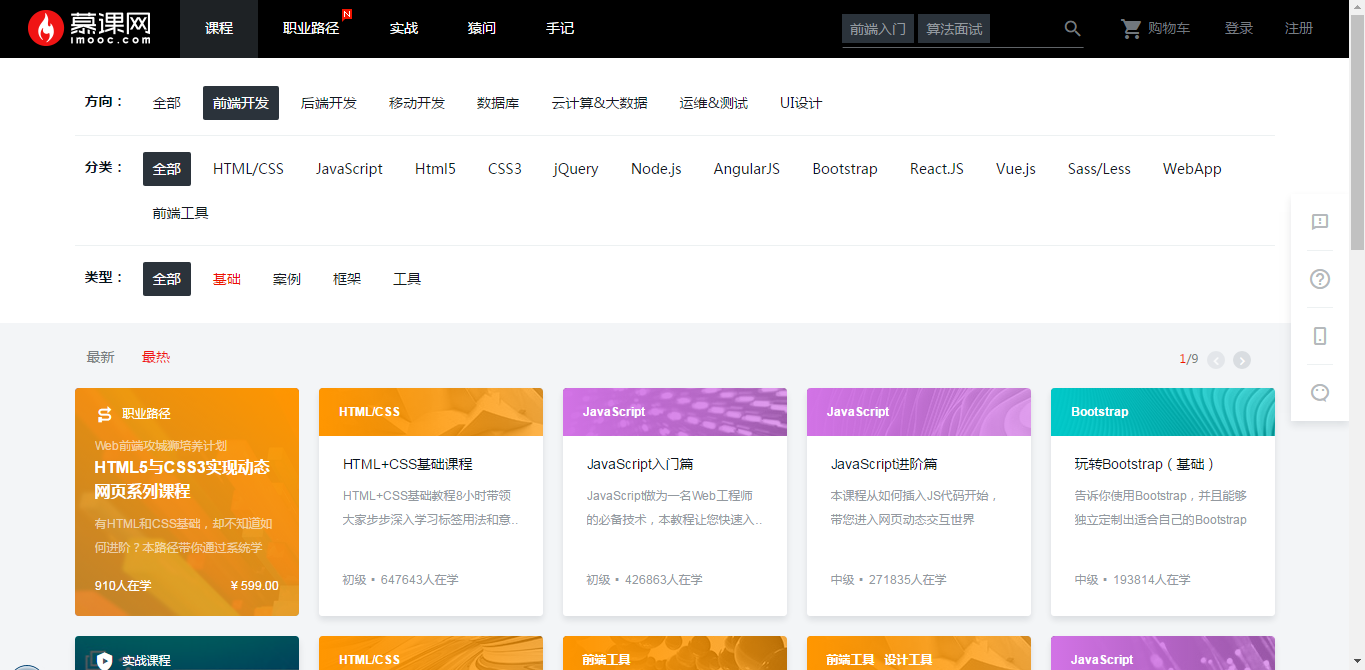 慕课网 imooc.com 课程 职业路径 N 实战 猿问 手记 前端入门 算法面试 购物车 登录 注册
方向： 全部 前端开发 后端开发 移动开发 数据库 云计算&大数据 运维&测试 UI设计
分类： 全部 HTML/CSS JavaScript Html5 CSS3 jQuery Node.js AngularJS Bootstrap React.JS Vue.js Sass/Less WebApp
前端工具
类型： 全部 基础 案例 框架 工具
最新 最热 1/9
职业路径
Web前端攻城狮培养计划
HTML5与CSS3实现动态
网页系列课程
有HTML和CSS基础，却不知道如
何进阶？本路径带你通过系统学
910人在学 ￥599.00
HTML/CSS
HTML+CSS基础课程
HTML+CSS基础教程8小时带领
大家步步深入学习标签用法和意...
初级 • 647643人在学
JavaScript
JavaScript入门篇
JavaScript做为一名Web工程师
的必备技术，本教程让您快速入...
初级 • 426863人在学
JavaScript
JavaScript进阶篇
本课程从如何插入JS代码开始，
带您进入网页动态交互世界
中级 • 271835人在学
Bootstrap
玩转Bootstrap（基础）
告诉你使用Bootstrap，并且能够
独立定制出适合自己的Bootstrap
中级 • 193814人在学
实战课程
HTML/CSS
前端工具
前端工具 设计工具
JavaScript